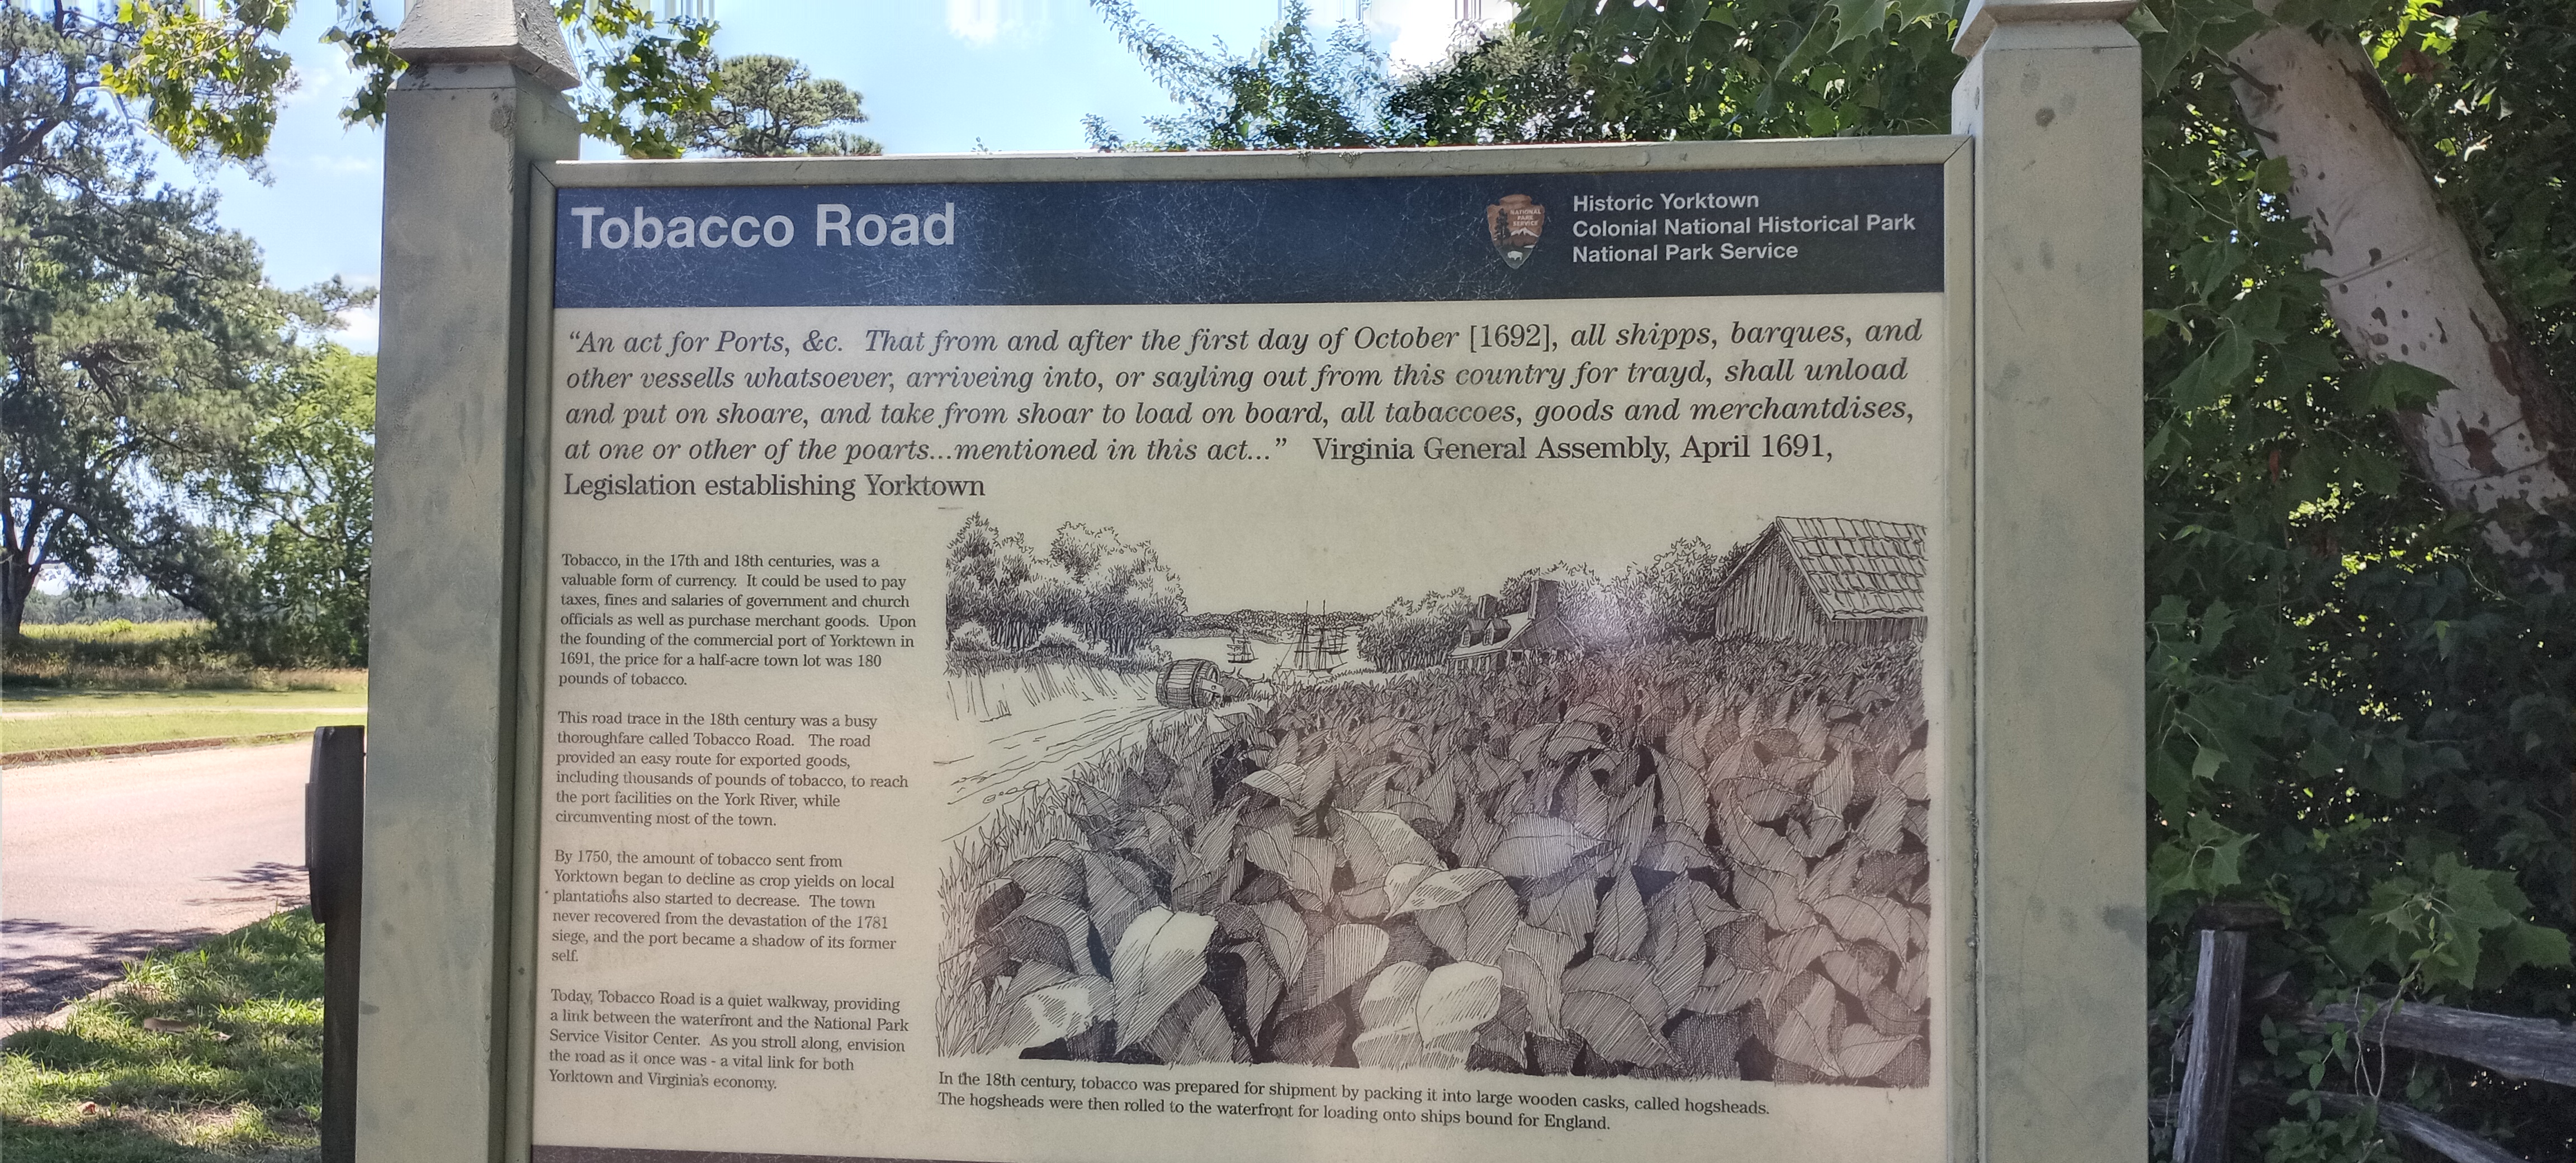 Tobacco Road
NATIONAL
PARK
SERVICE
Historic Yorktown
Colonial National Historical Park
National Park Service
“An act for Ports, &c.  That from and after the first day of October [1692], all shipps, barques, and
other vessells whatsoever, arriveing into, or sayling out from this country for trayd, shall unload
and put on shoare, and take from shoar to load on board, all tabaccoes, goods and merchantdises,
at one or other of the poarts...mentioned in this act...”  Virginia General Assembly, April 1691,
Legislation establishing Yorktown
Tobacco, in the 17th and 18th centuries, was a
valuable form of currency.  It could be used to pay
taxes, fines and salaries of government and church
officials as well as purchase merchant goods.  Upon
the founding of the commercial port of Yorktown in
1691, the price for a half-acre town lot was 180
pounds of tobacco.
This road trace in the 18th century was a busy
thoroughfare called Tobacco Road.  The road
provided an easy route for exported goods,
including thousands of pounds of tobacco, to reach
the port facilities on the York River, while
circumventing most of the town.
By 1750, the amount of tobacco sent from
Yorktown began to decline as crop yields on local
plantations also started to decrease.  The town
never recovered from the devastation of the 1781
siege, and the port became a shadow of its former
self.
Today, Tobacco Road is a quiet walkway, providing
a link between the waterfront and the National Park
Service Visitor Center.  As you stroll along, envision
the road as it once was - a vital link for both
Yorktown and Virginia's economy.
In the 18th century, tobacco was prepared for shipment by packing it into large wooden casks, called hogsheads.
The hogsheads were then rolled to the waterfront for loading onto ships bound for England.